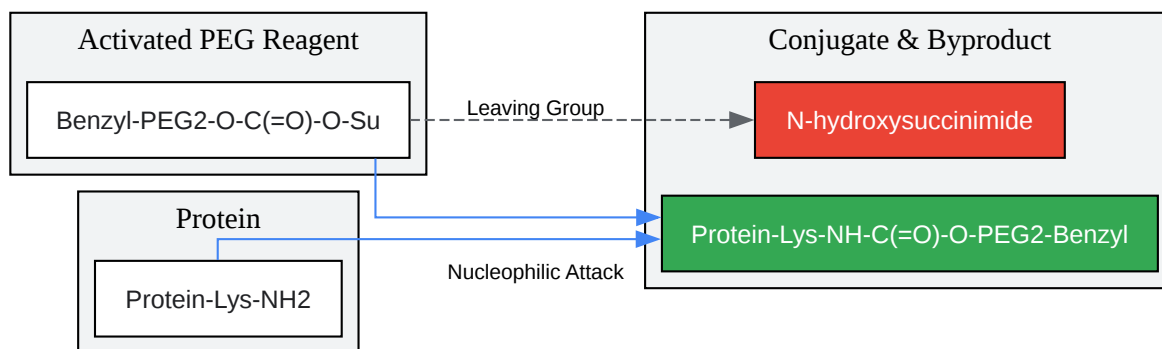 Activated PEG Reagent
Benzyl-PEG2-O-C(=O)-O-Su
Leaving Group
Conjugate & Byproduct
N-hydroxysuccinimide
Protein
Protein-Lys-NH2
Nucleophilic Attack
Protein-Lys-NH-C(=O)-O-PEG2-Benzyl